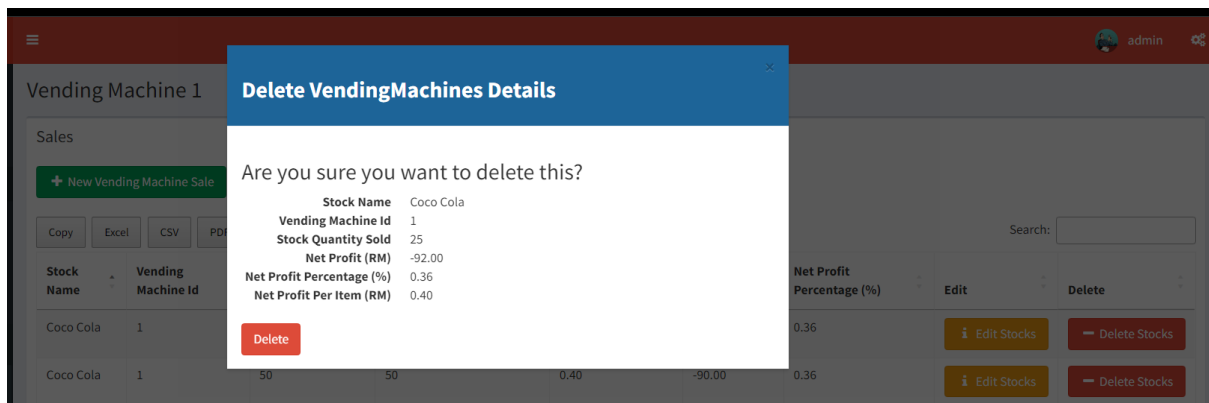 admin
Vending Machine 1
×
Delete VendingMachines Details
Sales
New Vending Machine Sale
Are you sure you want to delete this?
Stock Name Coco Cola
Vending Machine Id 1
Stock Quantity Sold 25
Net Profit (RM) -92.00
Net Profit Percentage (%) 0.36
Net Profit Per Item (RM) 0.40
Delete
Copy Excel CSV PDF
Search:
Stock Name
Vending Machine Id
Net Profit Percentage (%)
Edit
Delete
Coco Cola 1 0.36 Edit Stocks Delete Stocks
Coco Cola 1 50 50 0.40 -90.00 0.36 Edit Stocks Delete Stocks